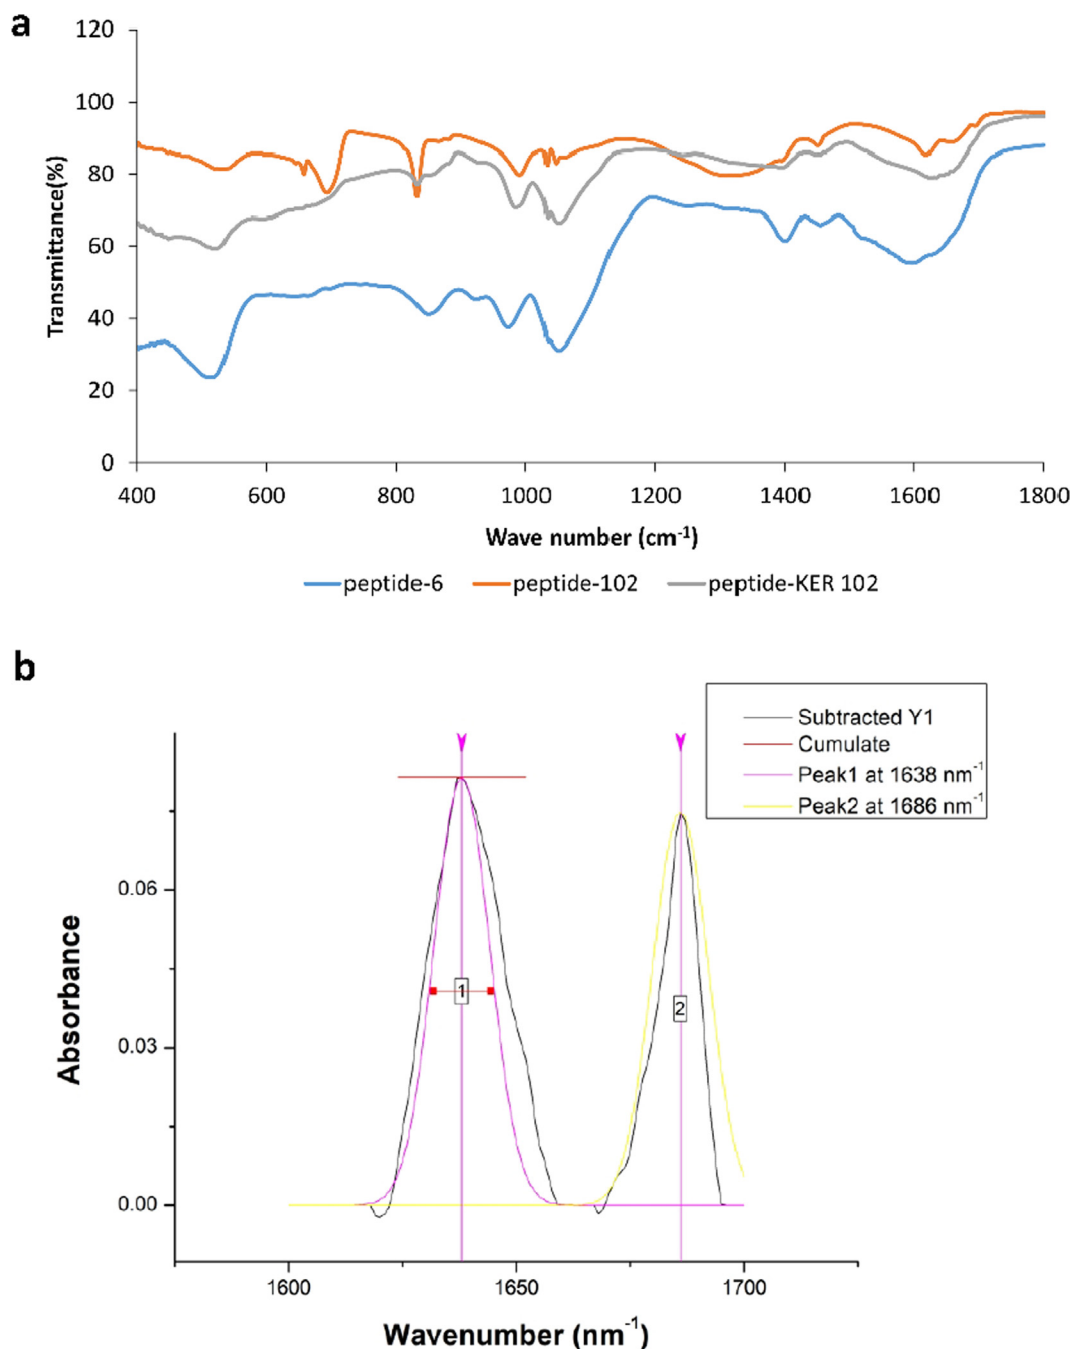 a
120
100
80
60
40
20
0
Transmittance(%)
400 600 800 1000 1200 1400 1600 1800
Wave number (cm⁻¹)
peptide-6 peptide-102 peptide-KER 102
b
Subtracted Y1
Cumulate
Peak1 at 1638 nm⁻¹
Peak2 at 1686 nm⁻¹
0.06
0.03
0.00
Absorbance
1
2
1600 1650 1700
Wavenumber (nm⁻¹)